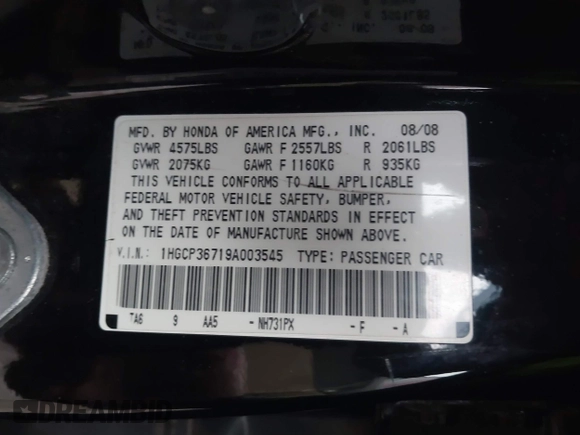 MFD. BY HONDA OF AMERICA MFG., INC. 08/08
GVWR 4575LBS GAWR F 2557LBS R 2061LBS
GVWR 2075KG GAWR F 1160KG R 935KG
THIS VEHICLE CONFORMS TO ALL APPLICABLE
FEDERAL MOTOR VEHICLE SAFETY, BUMPER,
AND THEFT PREVENTION STANDARDS IN EFFECT
ON THE DATE OF MANUFACTURE SHOWN ABOVE.
V.I.N.: 1HGCP36719A003545 TYPE: PASSENGER CAR
TA6 9 AA5 - NH731PX - F - A
DREAMBID